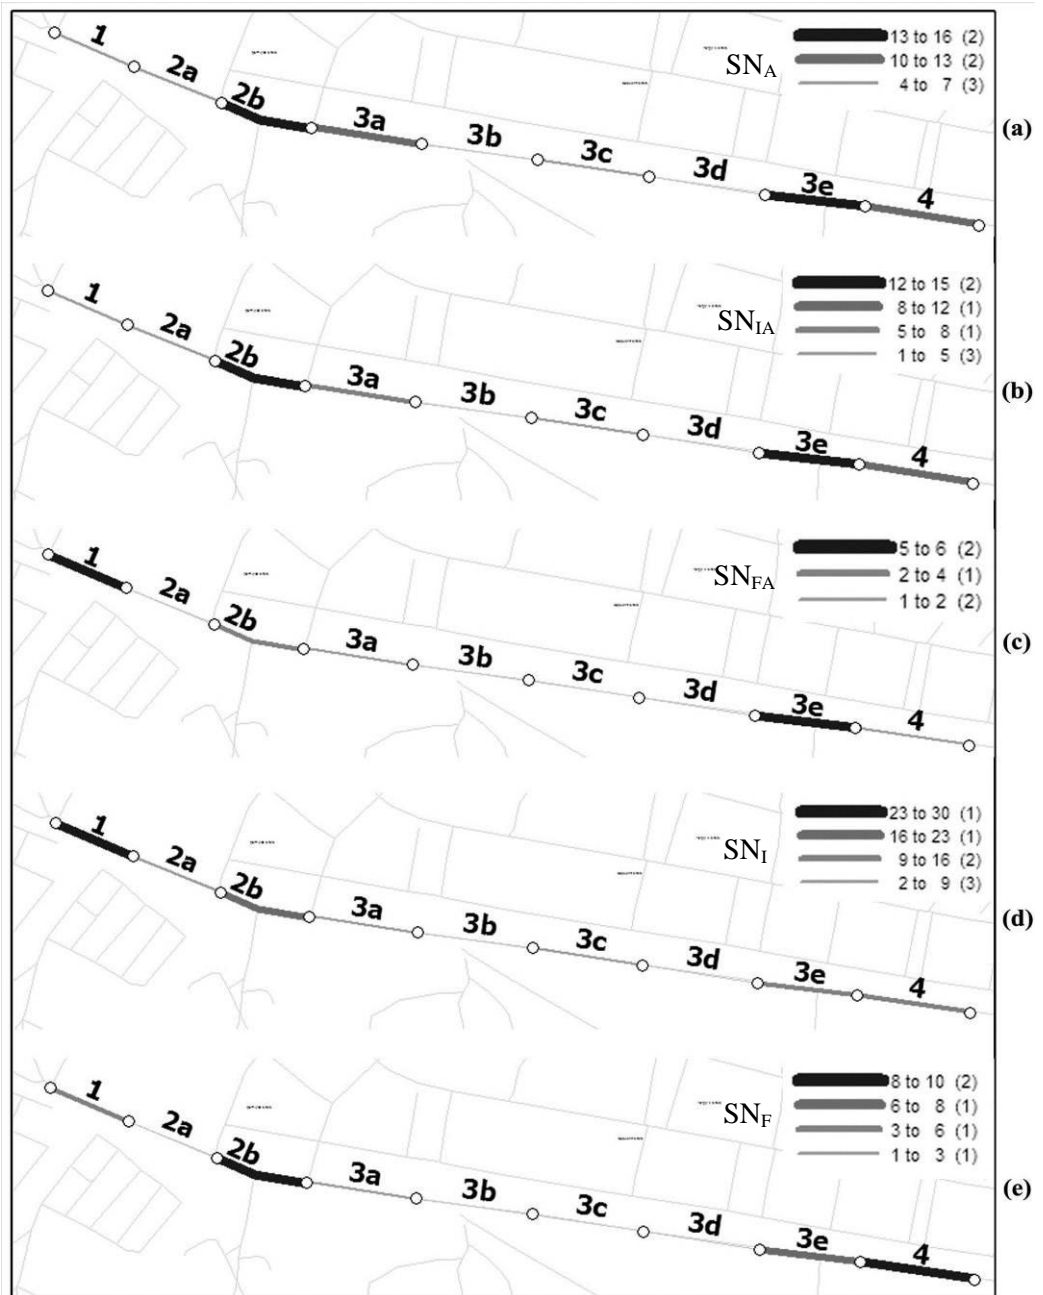 1
2a
2b
3a
3b
3c
3d
3e
4
SNA
13 to 16 (2)
10 to 13 (2)
4 to 7 (3)
(a)
1
2a
2b
3a
3b
3c
3d
3e
4
SNIA
12 to 15 (2)
8 to 12 (1)
5 to 8 (1)
1 to 5 (3)
(b)
1
2a
2b
3a
3b
3c
3d
3e
4
SNFA
5 to 6 (2)
2 to 4 (1)
1 to 2 (2)
(c)
1
2a
2b
3a
3b
3c
3d
3e
4
SNI
23 to 30 (1)
16 to 23 (1)
9 to 16 (2)
2 to 9 (3)
(d)
1
2a
2b
3a
3b
3c
3d
3e
4
SNF
8 to 10 (2)
6 to 8 (1)
3 to 6 (1)
1 to 3 (1)
(e)